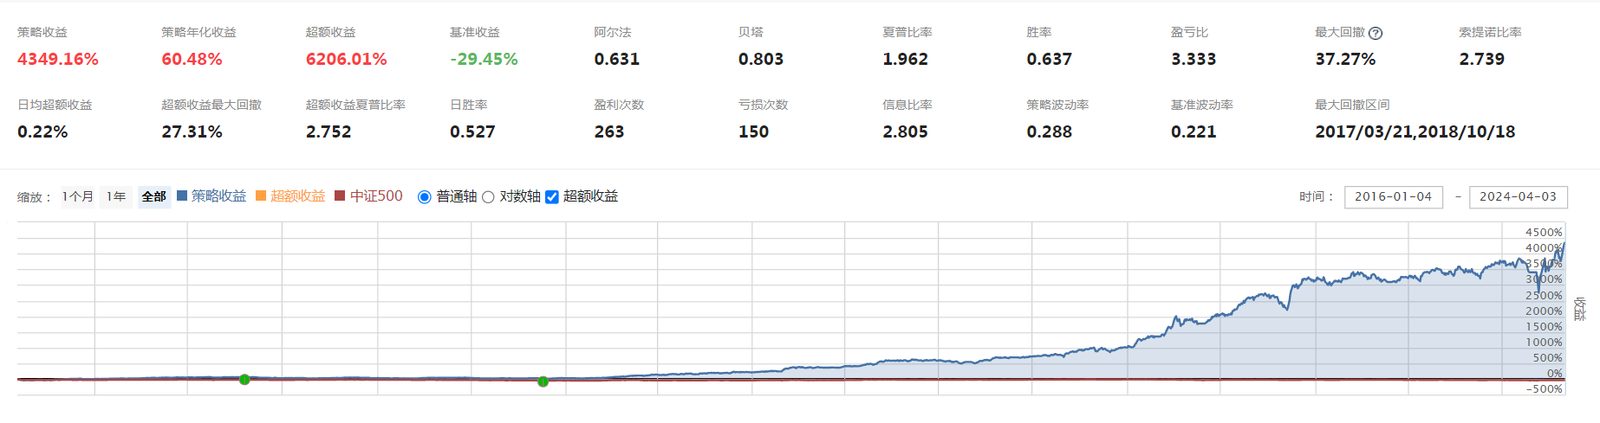 策略收益 策略年化收益 超额收益 基准收益 阿尔法 贝塔 夏普比率 胜率 盈亏比 最大回撤 ? 索提诺比率
4349.16% 60.48% 6206.01% -29.45% 0.631 0.803 1.962 0.637 3.333 37.27% 2.739
日均超额收益 超额收益最大回撤 超额收益夏普比率 日胜率 盈利次数 亏损次数 信息比率 策略波动率 基准波动率 最大回撤区间
0.22% 27.31% 2.752 0.527 263 150 2.805 0.288 0.221 2017/03/21,2018/10/18
缩放： 1个月 1年 全部 策略收益 超额收益 中证500 普通轴 对数轴 超额收益 时间： 2016-01-04 - 2024-04-03
4500%
4000%
3500%
3000%
2500%
2000%
1500%
1000%
500%
0%
-500%
收益